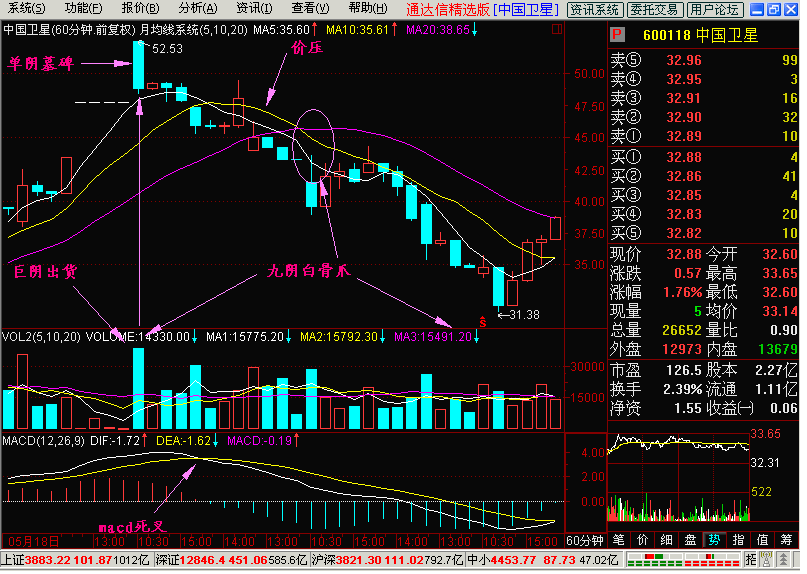 系统(S) 功能(F) 报价(B) 分析(A) 资讯(I) 查看(V) 帮助(H) 通达信精选版 [中国卫星] 资讯系统 委托交易 用户论坛
中国卫星(60分钟.前复权) 月均线系统(5,10,20) MA5:35.60↑ MA10:35.61↑ MA20:38.65↓
52.53
价压
单阴墓碑
50.00
47.50
45.00
42.50
40.00
37.50
35.00
巨阴出货
九阴白骨爪
31.38
VOL2(5,10,20) VOLUME:14330.00↓ MA1:15775.20↓ MA2:15792.30↓ MA3:15491.20↓
30000
15000
MACD(12,26,9) DIF:-1.72↑ DEA:-1.62↓ MACD:-0.19↑
4.00
2.00
0.00
macd死叉
05月18日 13:00 10:30 15:00 13:00 10:30 15:00 13:00 10:30 15:00 60分钟
P 600118 中国卫星
卖⑤ 32.96 99
卖④ 32.95 3
卖③ 32.91 16
卖② 32.90 32
卖① 32.89 10
买① 32.88 4
买② 32.86 41
买③ 32.85 4
买④ 32.83 20
买⑤ 32.82 10
现价 32.88 今开 32.60
涨跌 0.57 最高 33.65
涨幅 1.76% 最低 32.60
现量 5 均价 33.14
总量 26652 量比 0.90
外盘 12973 内盘 13679
市盈 126.5 股本 2.27亿
换手 2.39% 流通 1.11亿
净资 1.55 收益(一) 0.06
33.65
32.31
522
笔 价 细 盘 势 指 值 筹
上证3883.22 101.87 1012亿 深证12846.4 451.06 585.6亿 沪深3821.30 111.02 792.7亿 中小4453.77 87.73 47.02亿 招